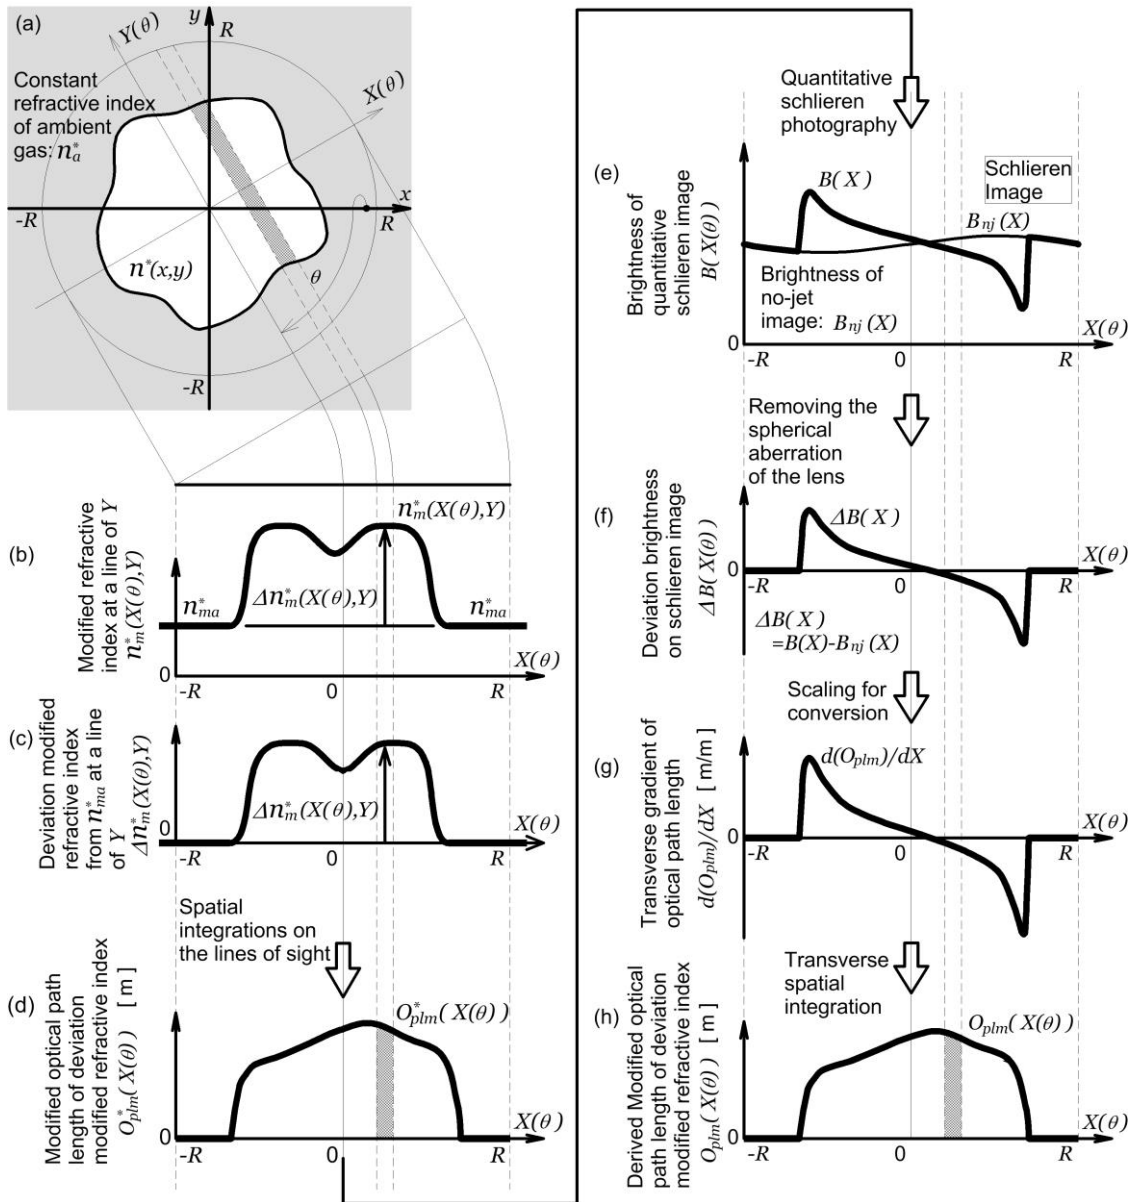 (a)
y
R
Y(θ)
X(θ)
Constant
refractive index
of ambient
gas: n*a
x
-R
R
n*(x,y)
θ
-R
(b)
Modified refractive
index at a line of Y
n*m(X(θ),Y)
n*m(X(θ),Y)
n*ma
Δn*m(X(θ),Y)
n*ma
X(θ)
0
-R
0
R
(c)
Deviation modified
refractive index
from n*ma at a line
of Y
Δn*m(X(θ),Y)
Δn*m(X(θ),Y)
X(θ)
0
-R
0
R
Spatial
integrations on
the lines of sight
(d)
Modified optical path
length of deviation
modified refractive index
O*plm(X(θ)) [ m ]
O*plm(X(θ))
X(θ)
0
-R
0
R
Quantitative
schlieren
photography
(e)
Brightness of
quantitative
schlieren image
B(X(θ))
B(X)
Schlieren
Image
Bnj(X)
Brightness of
no-jet
image: Bnj(X)
X(θ)
0
-R
0
R
Removing the
spherical
aberration
of the lens
(f)
Deviation brightness
on schlieren image
ΔB(X(θ))
ΔB(X)
X(θ)
0
-R
0
R
ΔB(X)
=B(X)-Bnj(X)
Scaling for
conversion
(g)
Transverse gradient of
optical path length
d(Oplm)/dX [ m/m ]
d(Oplm)/dX
X(θ)
0
-R
0
R
Transverse
spatial
integration
(h)
Derived Modified optical
path length of deviation
modified refractive index
Oplm(X(θ)) [ m ]
Oplm(X(θ))
X(θ)
0
-R
0
R